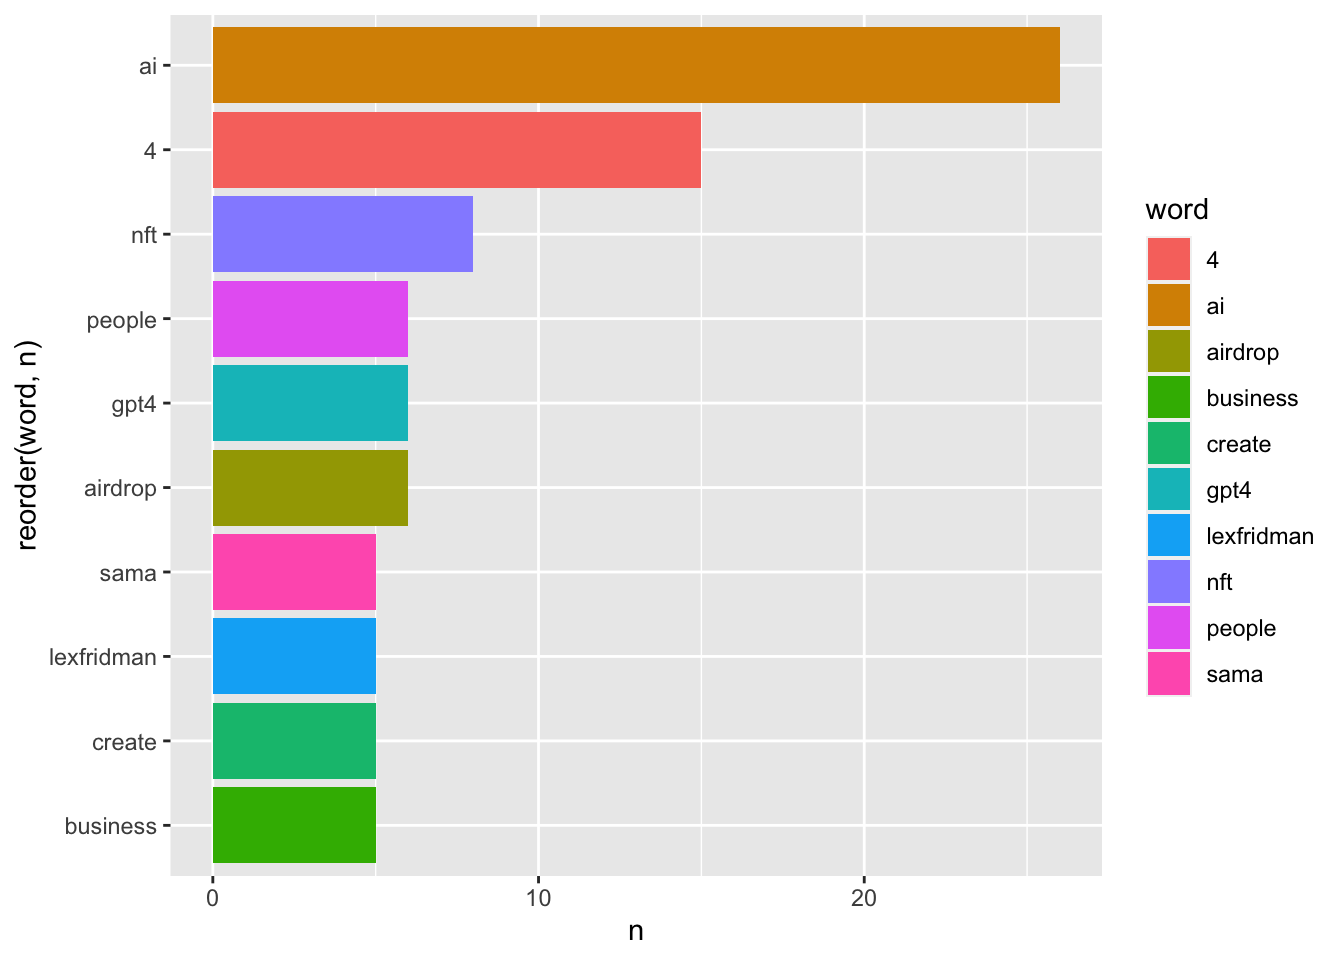 ai
4
nft
people
gpt4
airdrop
sama
lexfridman
create
business
reorder(word, n)
0 10 20
n
word
4
ai
airdrop
business
create
gpt4
lexfridman
nft
people
sama